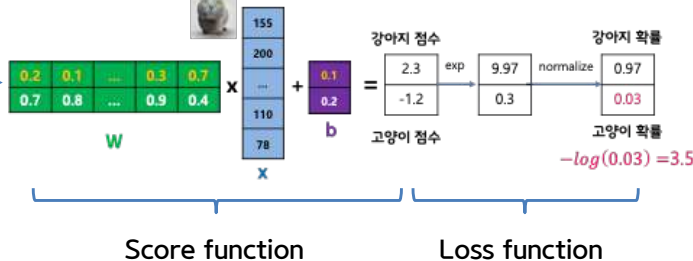 155
200
...
110
78
x
0.2 0.1 ... 0.3 0.7
0.7 0.8 ... 0.9 0.4
W
x
+
0.1
0.2
b
=
강아지 점수
2.3
-1.2
고양이 점수
exp
9.97
0.3
normalize
강아지 확률
0.97
0.03
고양이 확률
−log(0.03) =3.5
Score function
Loss function